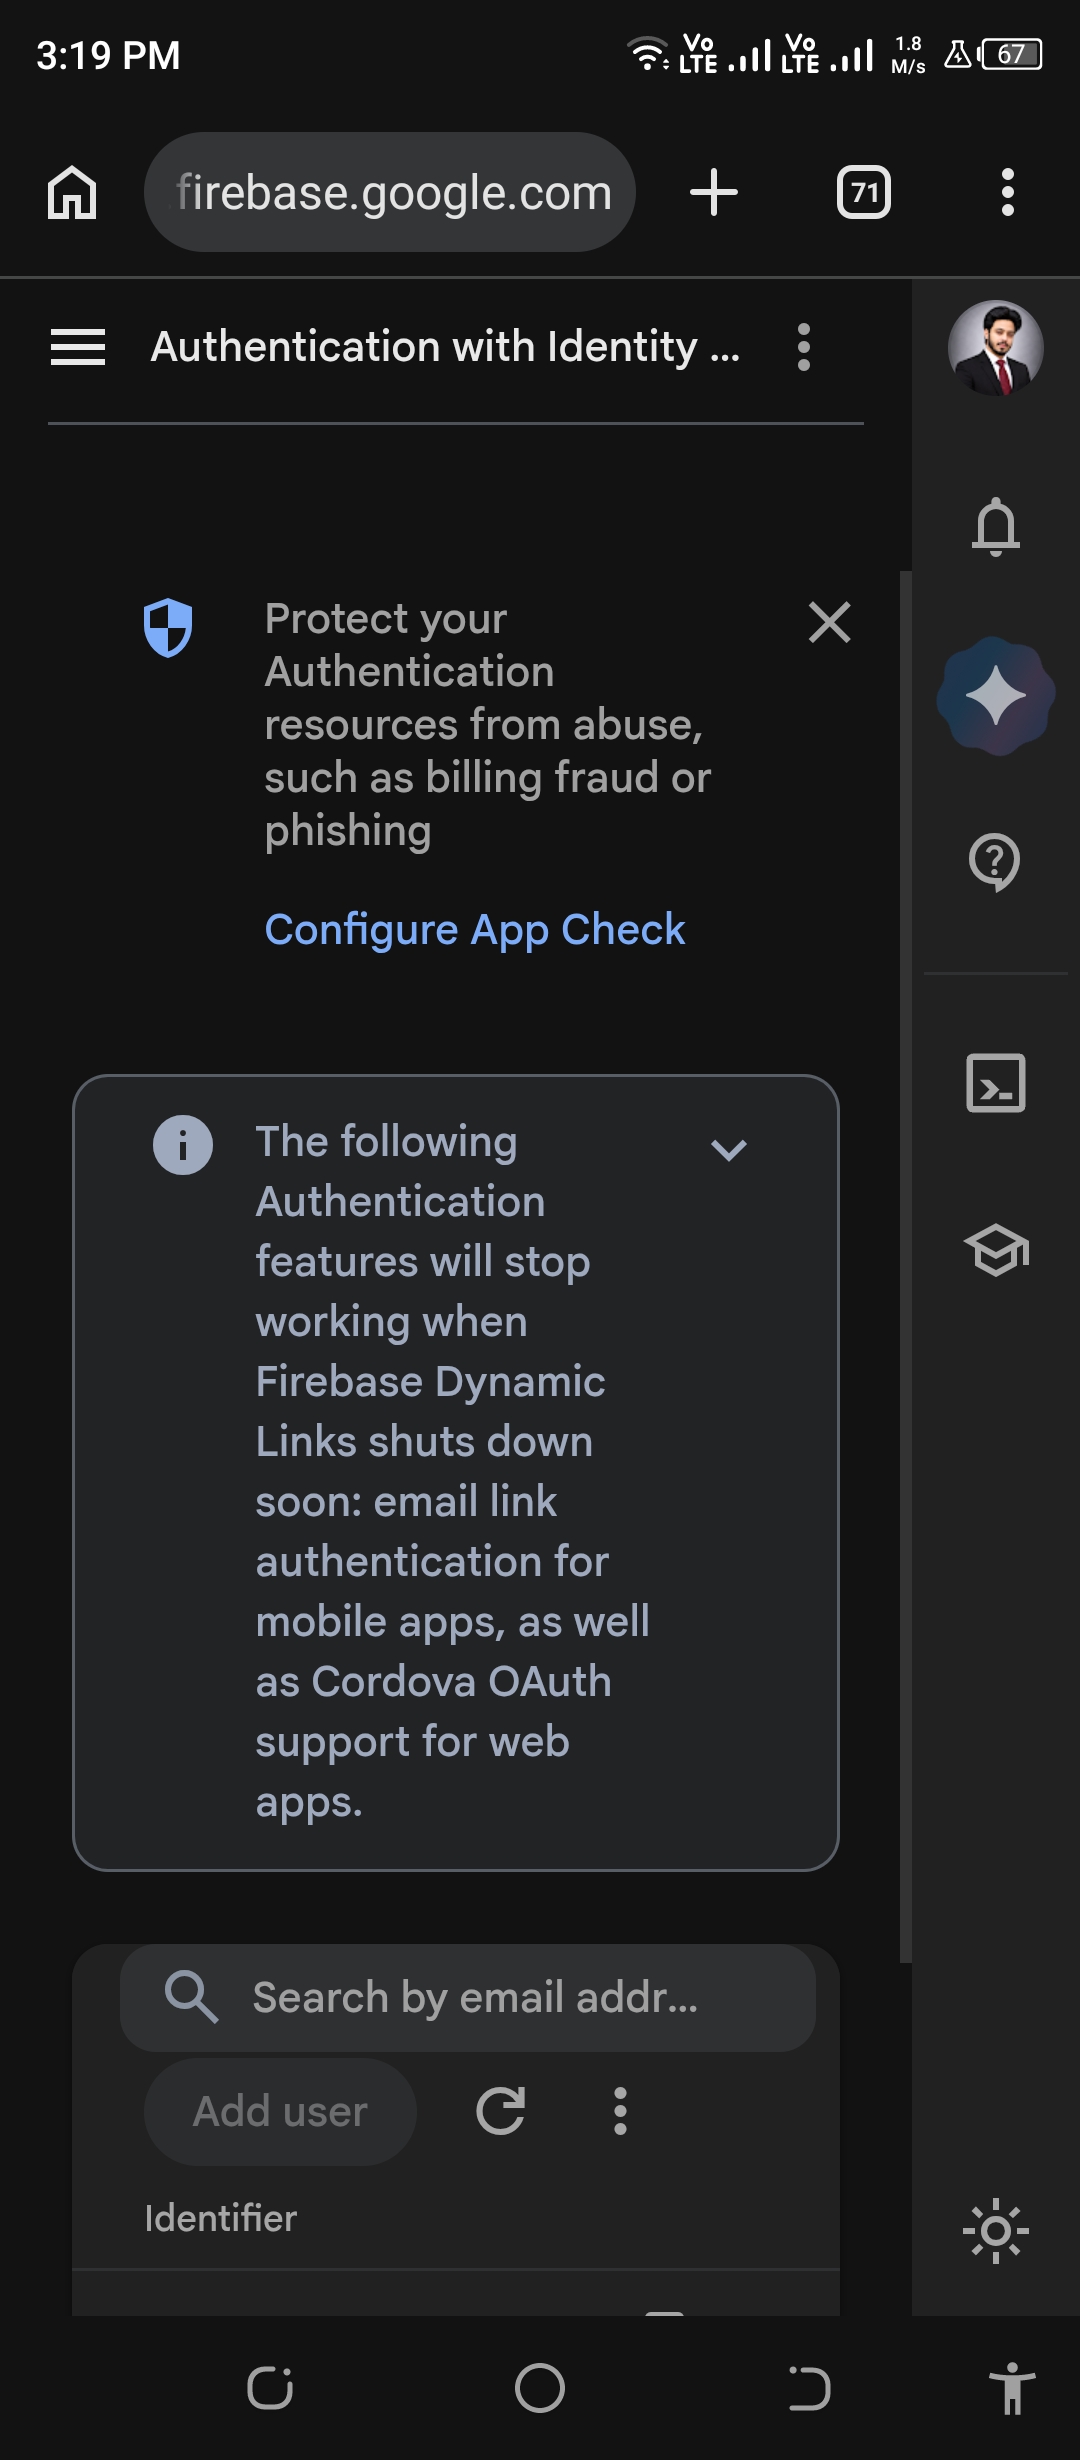 3:19 PM
Vo LTE Vo LTE 1.8 M/s 67
firebase.google.com
71
Authentication with Identity ...
Protect your
Authentication
resources from abuse,
such as billing fraud or
phishing
Configure App Check
The following
Authentication
features will stop
working when
Firebase Dynamic
Links shuts down
soon: email link
authentication for
mobile apps, as well
as Cordova OAuth
support for web
apps.
Search by email addr...
Add user
Identifier